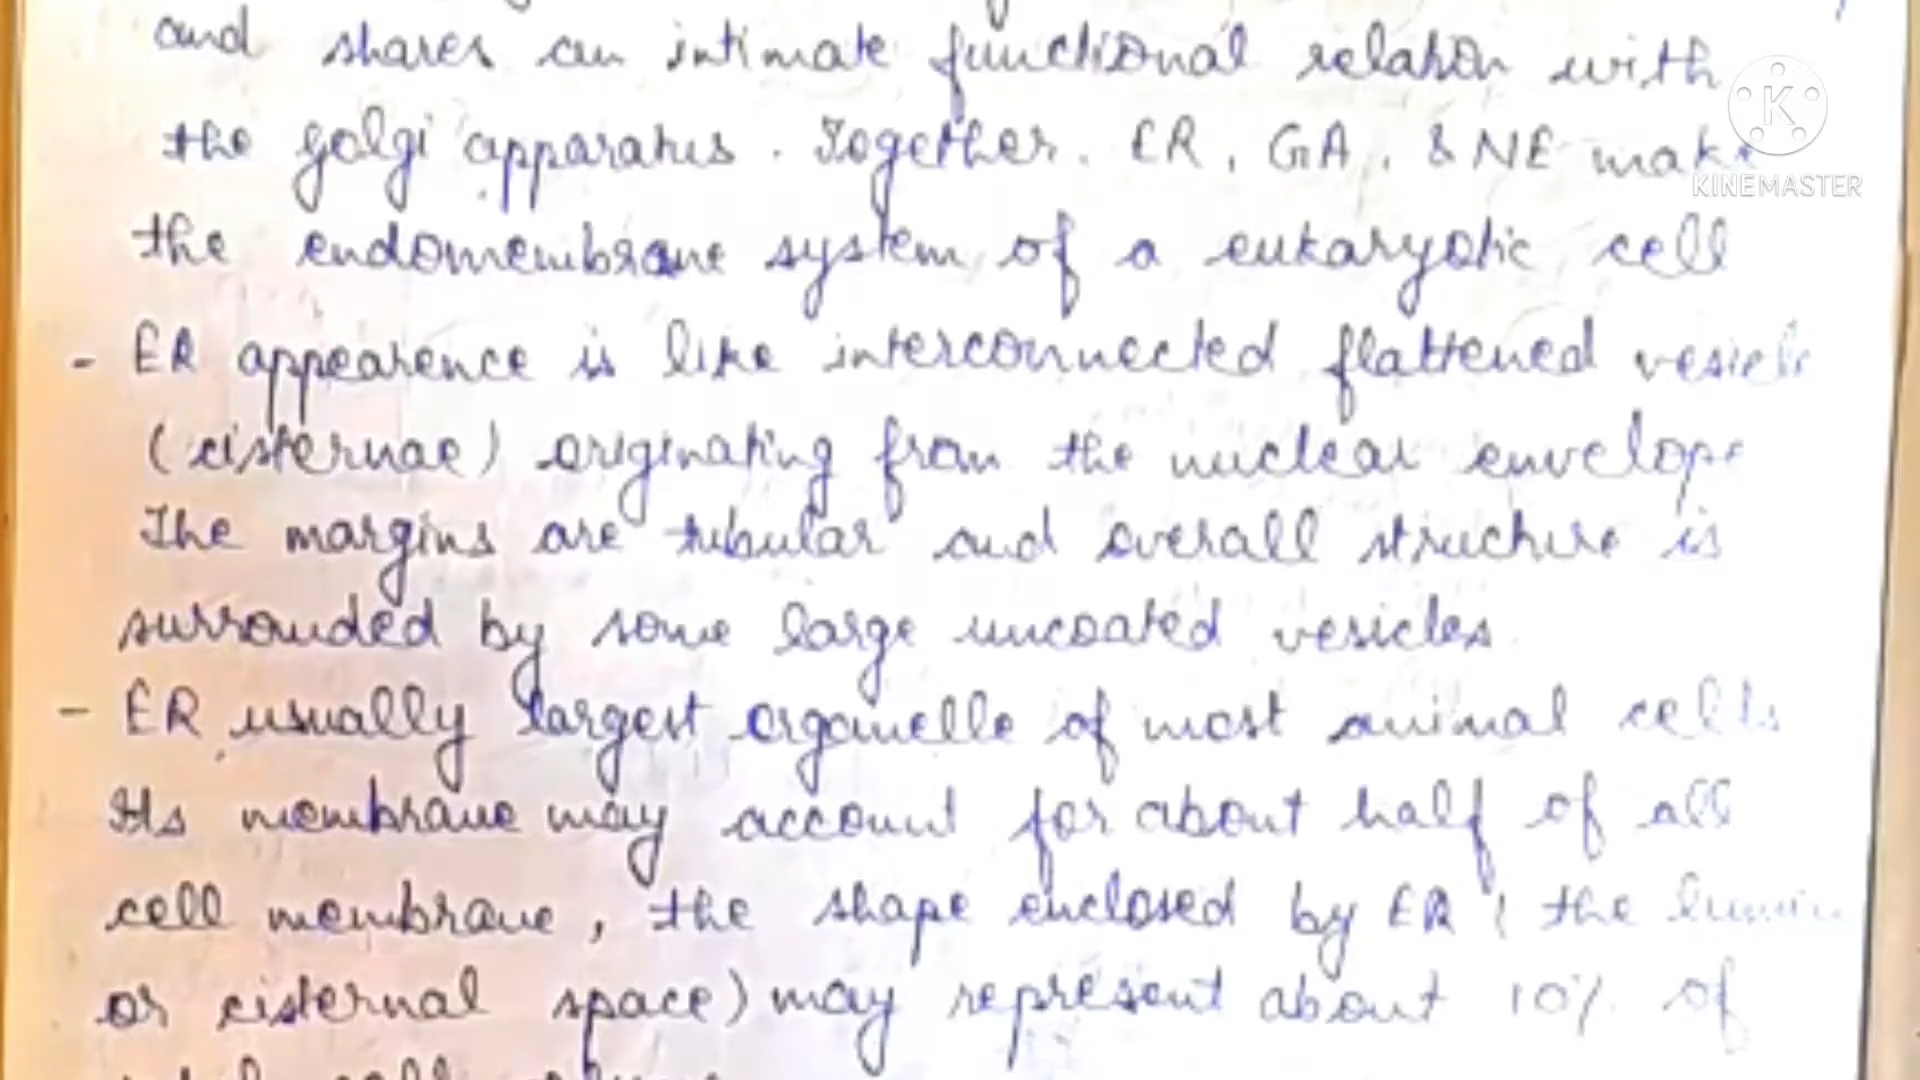 and shares an intimate functional relation with
the golgi apparatus. Together, ER, GA, & NE make
KINEMASTER
the endomembrane system of a eukaryotic cell
- ER appearence is like interconnected flattened vesicle
(cisternae) originating from the nuclear envelope
The margins are tubular and overall structure is
surrouded by some large uncoated vesicles
- ER usually largest organelle of most animal cells
Its membrane may account for about half of all
cell membrane, the shape enclosed by ER ( the lumen
or cisternal space) may represent about 10% of